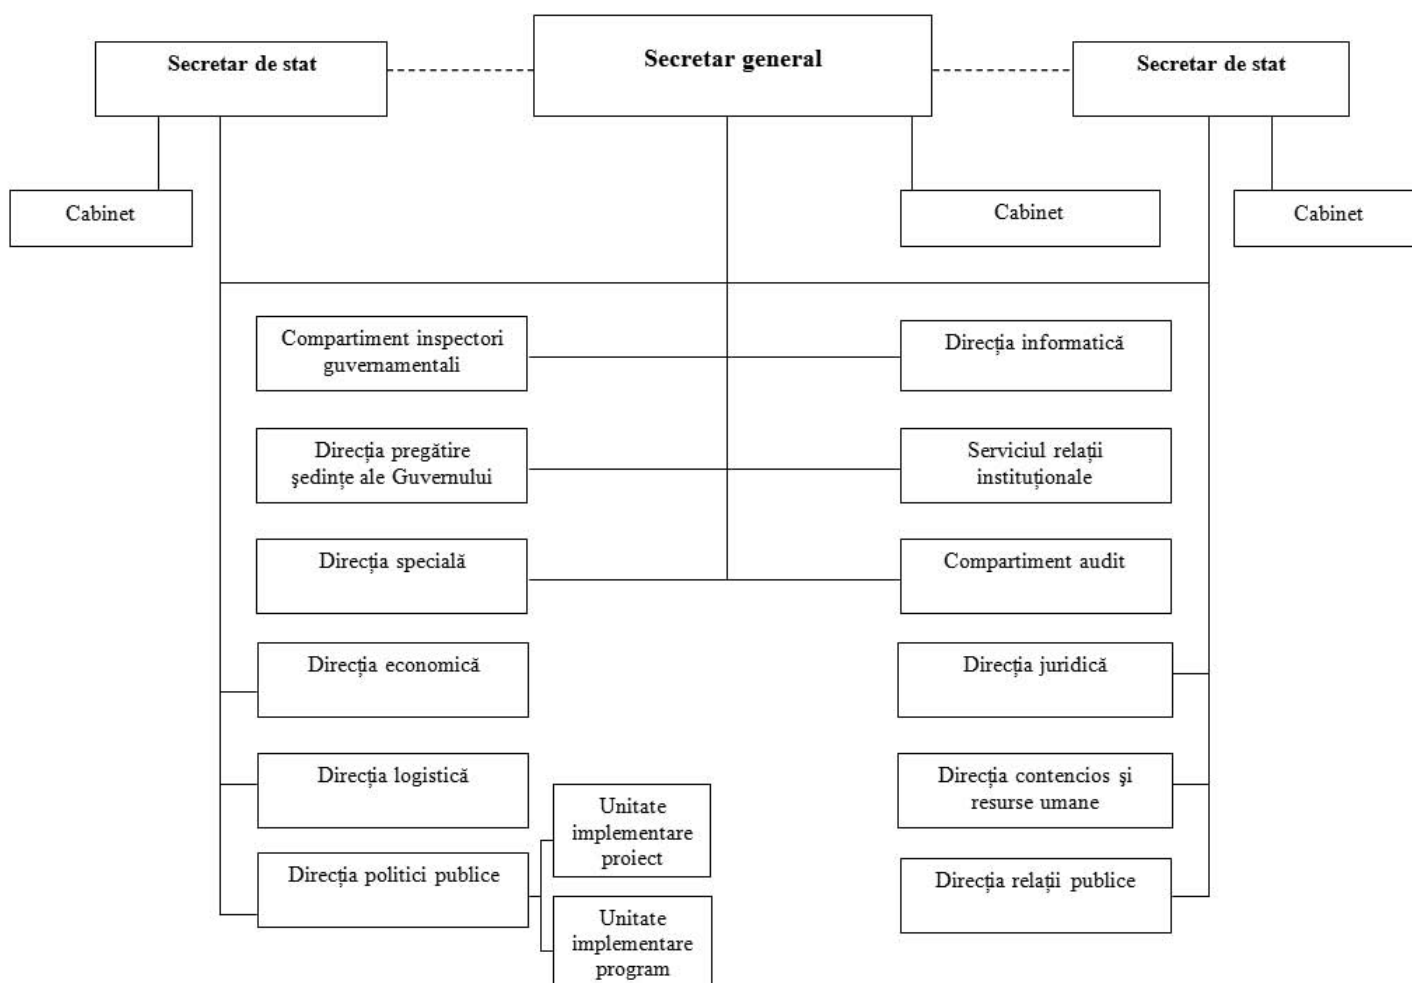 Secretar de stat
Secretar general
Secretar de stat
Cabinet
Cabinet
Cabinet
Compartiment inspectori
guvernamentali
Direcția informatică
Direcția pregătire
şedințe ale Guvernului
Serviciul relații
instituționale
Direcția specială
Compartiment audit
Direcția economică
Direcția juridică
Direcția logistică
Direcția contencios şi
resurse umane
Unitate
implementare
proiect
Direcția politici publice
Direcția relații publice
Unitate
implementare
program